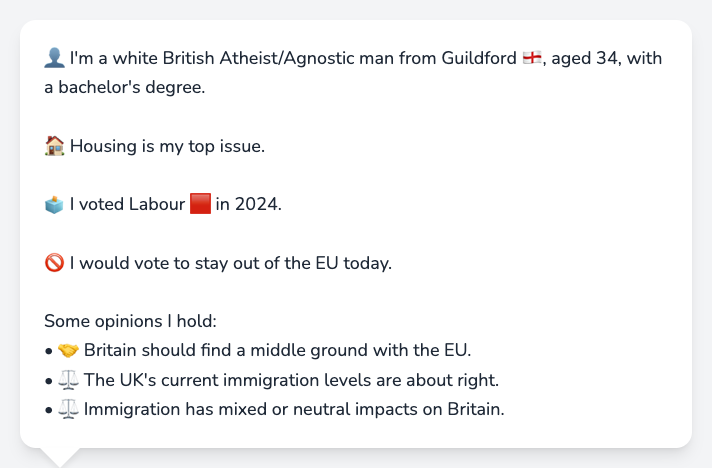 👤 I'm a white British Atheist/Agnostic man from Guildford 🏴󠁧󠁢󠁥󠁮󠁧󠁿, aged 34, with
a bachelor's degree.
🏠 Housing is my top issue.
🗳️ I voted Labour 🟥 in 2024.
🚫 I would vote to stay out of the EU today.
Some opinions I hold:
• 🤝 Britain should find a middle ground with the EU.
• ⚖️ The UK's current immigration levels are about right.
• ⚖️ Immigration has mixed or neutral impacts on Britain.